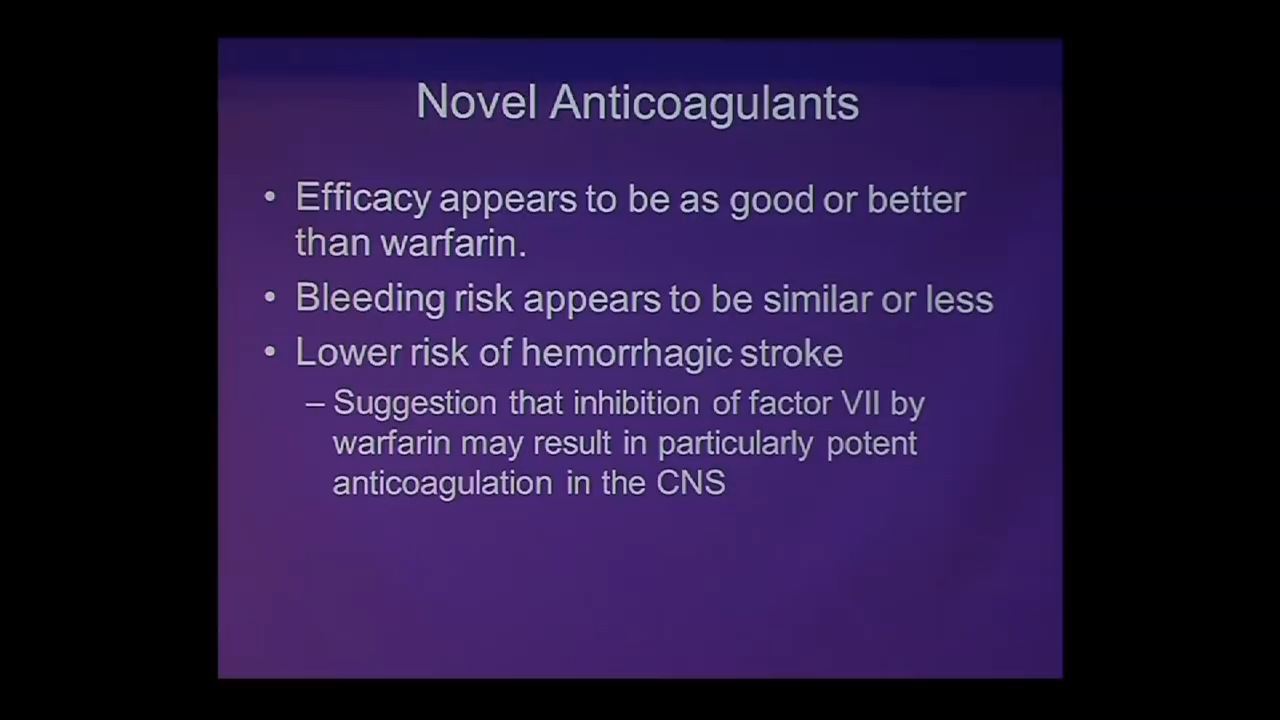 Novel Anticoagulants
• Efficacy appears to be as good or better
than warfarin.
• Bleeding risk appears to be similar or less
• Lower risk of hemorrhagic stroke
– Suggestion that inhibition of factor VII by
warfarin may result in particularly potent
anticoagulation in the CNS